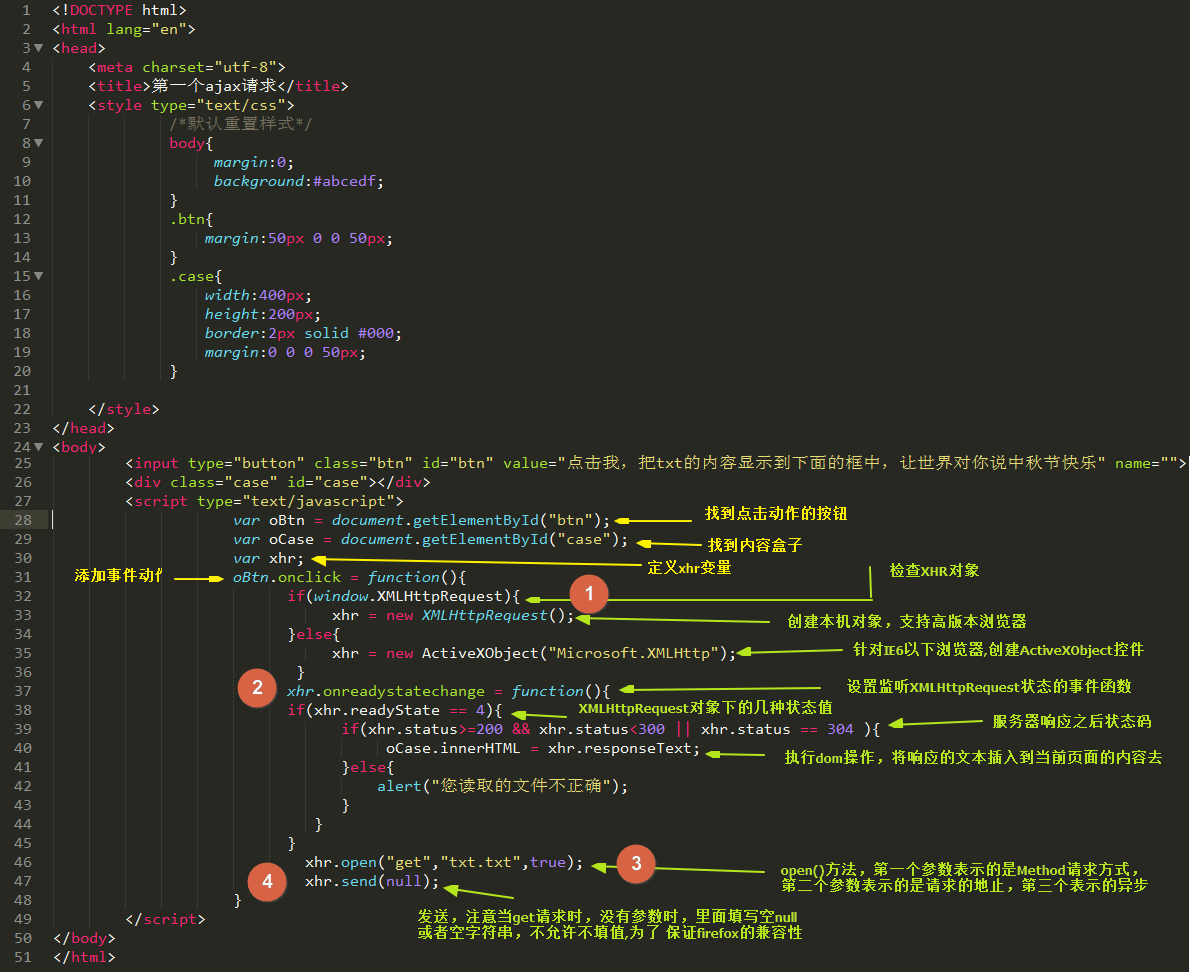 1 <!DOCTYPE html>
2 <html lang="en">
3 <head>
4 <meta charset="utf-8">
5 <title>第一个ajax请求</title>
6 <style type="text/css">
7 /*默认重置样式*/
8 body{
9 margin:0;
10 background:#abcedf;
11 }
12 .btn{
13 margin:50px 0 0 50px;
14 }
15 .case{
16 width:400px;
17 height:200px;
18 border:2px solid #000;
19 margin:0 0 0 50px;
20 }
21
22 </style>
23 </head>
24 <body>
25 <input type="button" class="btn" id="btn" value="点击我，把txt的内容显示到下面的框中，让世界对你说中秋节快乐" name="">
26 <div class="case" id="case"></div>
27 <script type="text/javascript">
28 var oBtn = document.getElementById("btn"); 找到点击动作的按钮
29 var oCase = document.getElementById("case"); 找到内容盒子
30 var xhr; 定义xhr变量
31 添加事件动作 oBtn.onclick = function(){ 检查XHR对象
32 if(window.XMLHttpRequest){ 1
33 xhr = new XMLHttpRequest(); 创建本机对象，支持高版本浏览器
34 }else{
35 xhr = new ActiveXObject("Microsoft.XMLHttp"); 针对IE6以下浏览器,创建ActiveXObject控件
36 }
37 2 xhr.onreadystatechange = function(){ 设置监听XMLHttpRequest状态的事件函数
38 if(xhr.readyState == 4){ XMLHttpRequest对象下的几种状态值
39 if(xhr.status>=200 && xhr.status<300 || xhr.status == 304 ){ 服务器响应之后状态码
40 oCase.innerHTML = xhr.responseText; 执行dom操作，将响应的文本插入到当前页面的内容去
41 }else{
42 alert("您读取的文件不正确");
43 }
44 }
45 }
46 xhr.open("get","txt.txt",true); 3 open()方法，第一个参数表示的是Method请求方式，
47 4 xhr.send(null); 第二个参数表示的是请求的地止，第三个表示的异步
48 }
49 </script> 发送，注意当get请求时，没有参数时，里面填写空null
50 </body> 或者空字符串，不允许不填值,为了 保证firefox的兼容性
51 </html>